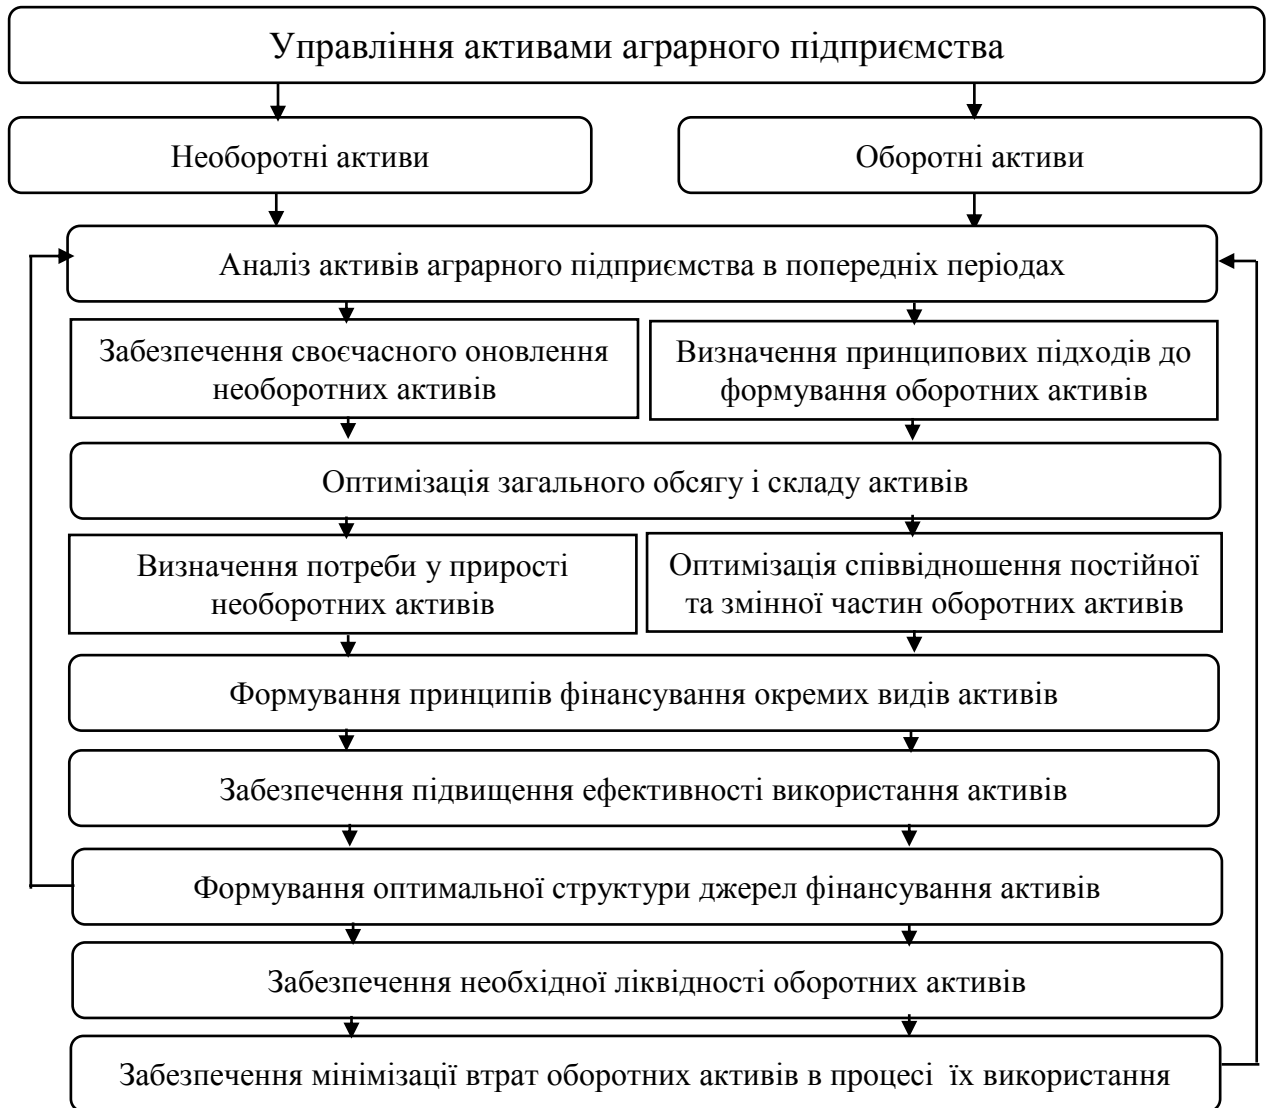 Управління активами аграрного підприємства
Необоротні активи
Оборотні активи
Аналіз активів аграрного підприємства в попередніх періодах
Забезпечення своєчасного оновлення
необоротних активів
Визначення принципових підходів до
формування оборотних активів
Оптимізація загального обсягу і складу активів
Визначення потреби у прирості
необоротних активів
Оптимізація співвідношення постійної
та змінної частин оборотних активів
Формування принципів фінансування окремих видів активів
Забезпечення підвищення ефективності використання активів
Формування оптимальної структури джерел фінансування активів
Забезпечення необхідної ліквідності оборотних активів
Забезпечення мінімізації втрат оборотних активів в процесі їх використання